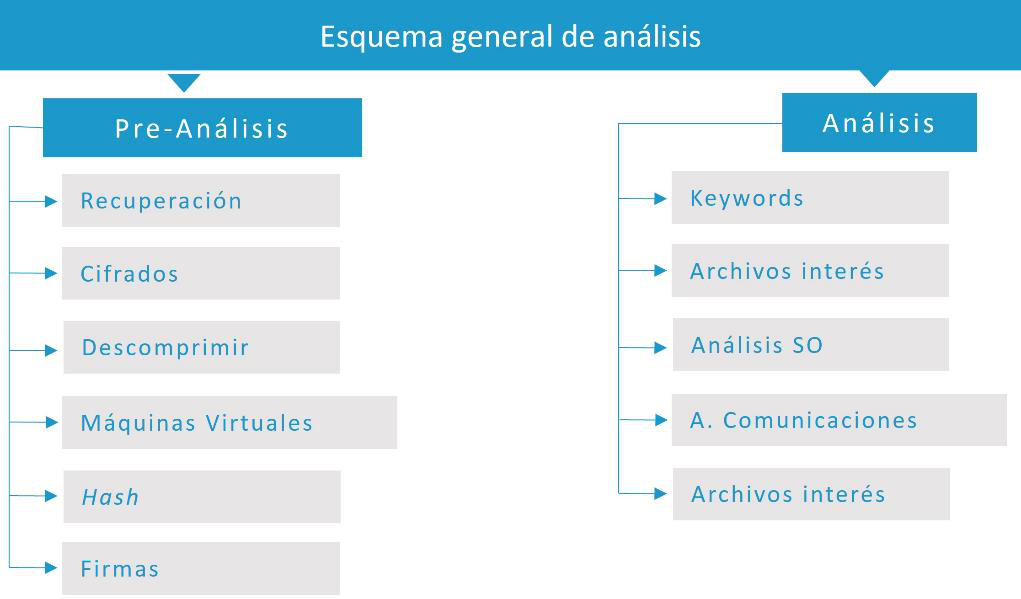 Esquema general de análisis
Pre-Análisis
Recuperación
Cifrados
Descomprimir
Máquinas Virtuales
Hash
Firmas
Análisis
Keywords
Archivos interés
Análisis SO
A. Comunicaciones
Archivos interés